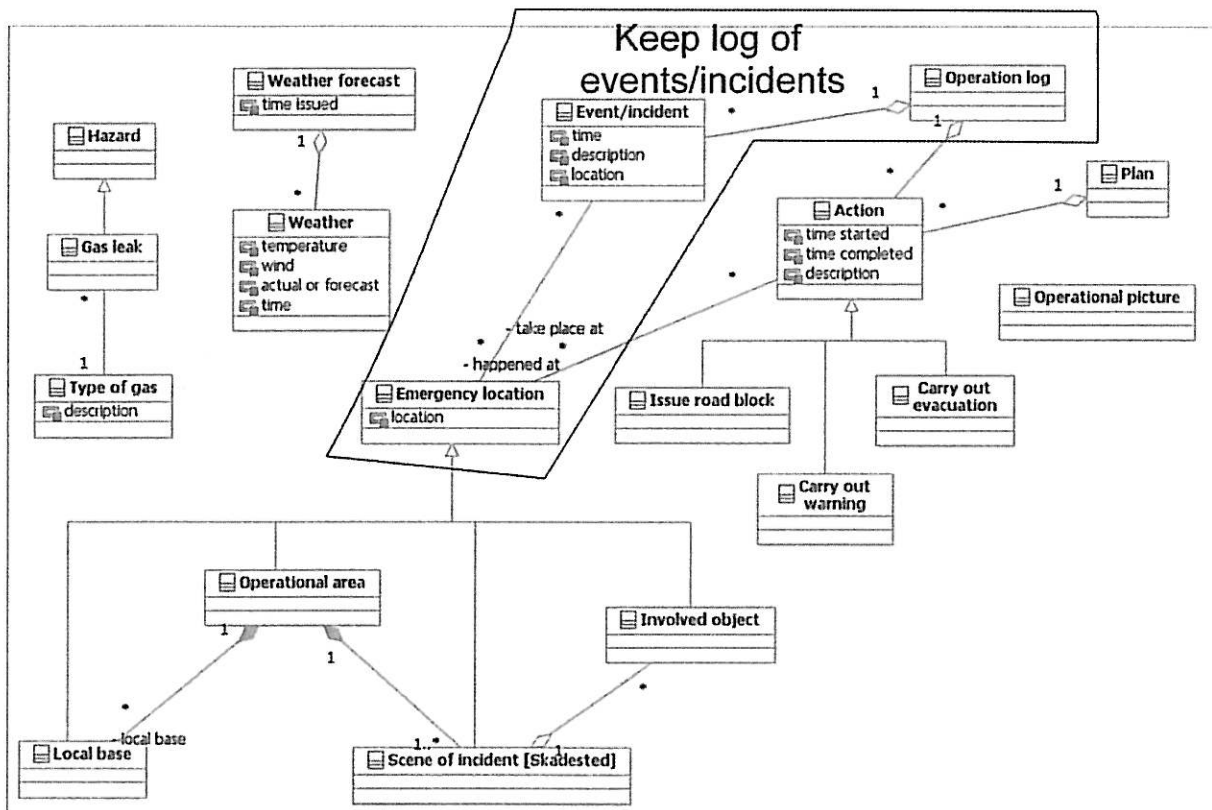 Keep log of
events/incidents
Weather forecast
time issued
1
*
Weather
temperature
wind
actual or forecast
time
Hazard
Gas leak
*
1
Type of gas
description
Event/incident
time
description
location
*
1
Operation log
1
*
*
1
Plan
Action
time started
time completed
description
*
*
Operational picture
*
- take place at
*
- happened at
Emergency location
location
Issue road block
Carry out
evacuation
Carry out
warning
Operational area
1
1
Involved object
*
*
- local base
Local base
1..*
1
Scene of incident [Skadested]